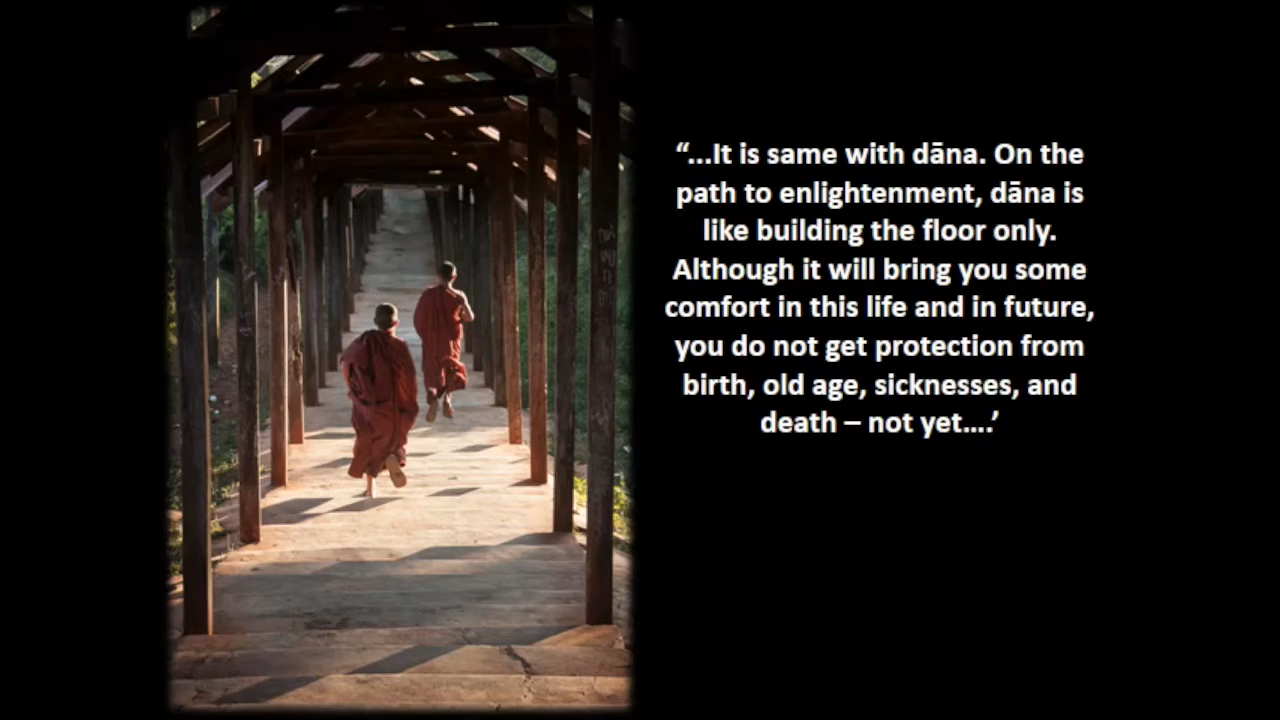 “...It is same with dāna. On the
path to enlightenment, dāna is
like building the floor only.
Although it will bring you some
comfort in this life and in future,
you do not get protection from
birth, old age, sicknesses, and
death – not yet....’